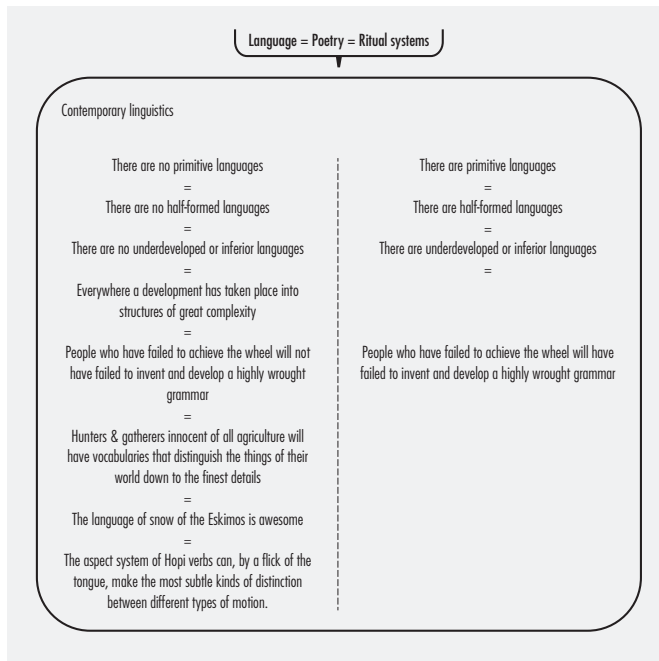 Language = Poetry = Ritual systems
Contemporary linguistics
There are no primitive languages
=
There are no half-formed languages
=
There are no underdeveloped or inferior languages
=
Everywhere a development has taken place into
structures of great complexity
=
People who have failed to achieve the wheel will not
have failed to invent and develop a highly wrought
grammar
=
Hunters & gatherers innocent of all agriculture will
have vocabularies that distinguish the things of their
world down to the finest details
=
The language of snow of the Eskimos is awesome
=
The aspect system of Hopi verbs can, by a flick of the
tongue, make the most subtle kinds of distinction
between different types of motion.
There are primitive languages
=
There are half-formed languages
=
There are underdeveloped or inferior languages
=
People who have failed to achieve the wheel will have
failed to invent and develop a highly wrought grammar